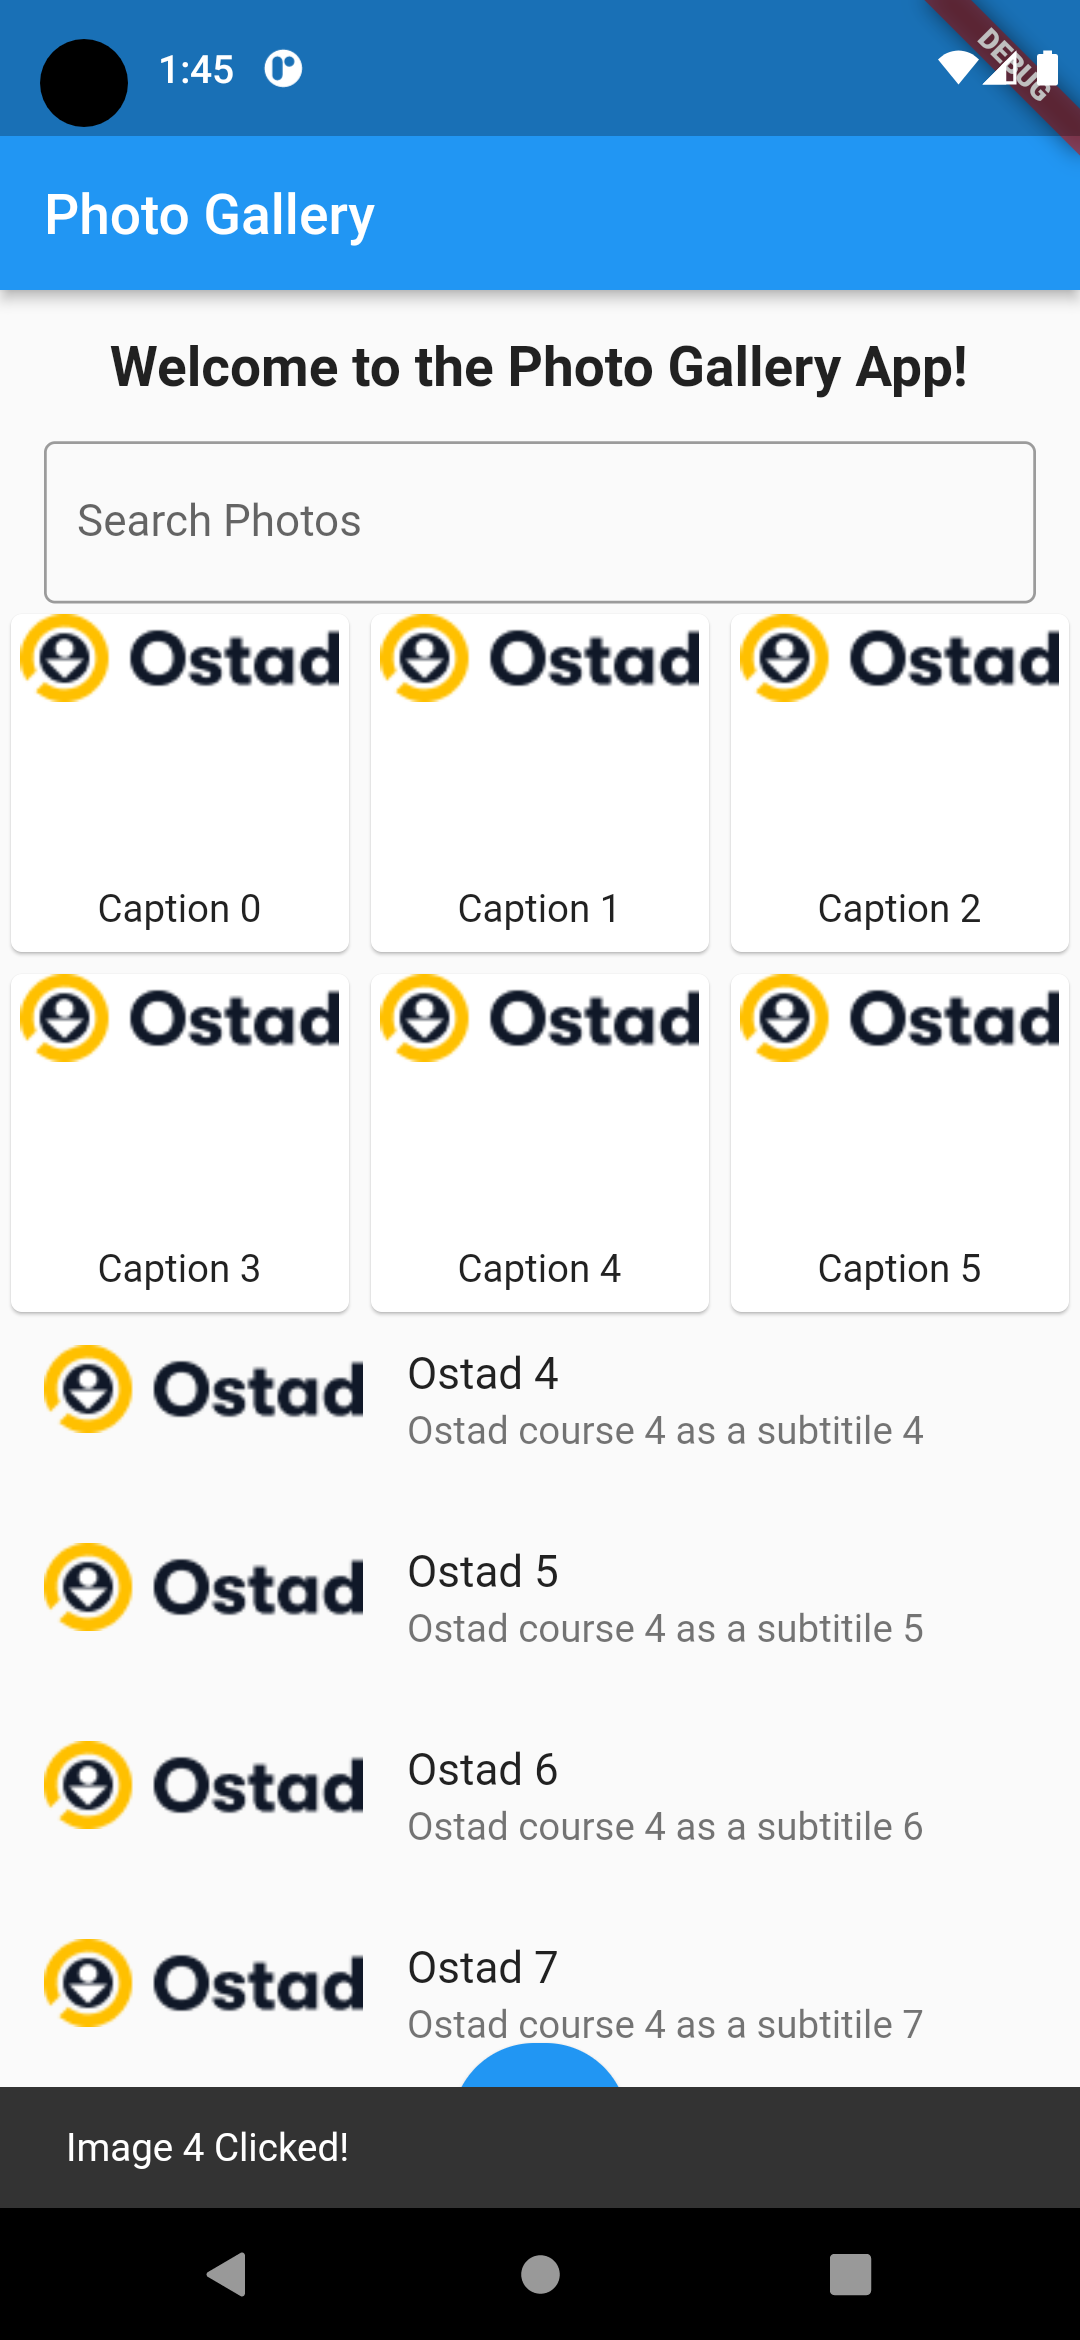 1:45
DEBUG
Photo Gallery
Welcome to the Photo Gallery App!
Search Photos
Ostad Ostad Ostad
Caption 0 Caption 1 Caption 2
Ostad Ostad Ostad
Caption 3 Caption 4 Caption 5
Ostad Ostad 4
Ostad course 4 as a subtitile 4
Ostad Ostad 5
Ostad course 4 as a subtitile 5
Ostad Ostad 6
Ostad course 4 as a subtitile 6
Ostad Ostad 7
Ostad course 4 as a subtitile 7
Image 4 Clicked!